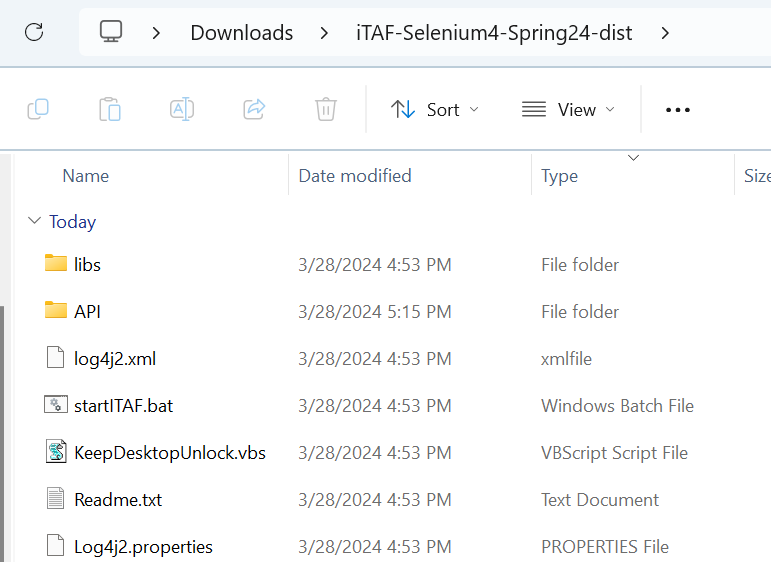 Downloads iTAF-Selenium4-Spring24-dist
Sort View
Name Date modified Type Size
Today
libs 3/28/2024 4:53 PM File folder
API 3/28/2024 5:15 PM File folder
log4j2.xml 3/28/2024 4:53 PM xmlfile
startITAF.bat 3/28/2024 4:53 PM Windows Batch File
KeepDesktopUnlock.vbs 3/28/2024 4:53 PM VBScript Script File
Readme.txt 3/28/2024 4:53 PM Text Document
Log4j2.properties 3/28/2024 4:53 PM PROPERTIES File